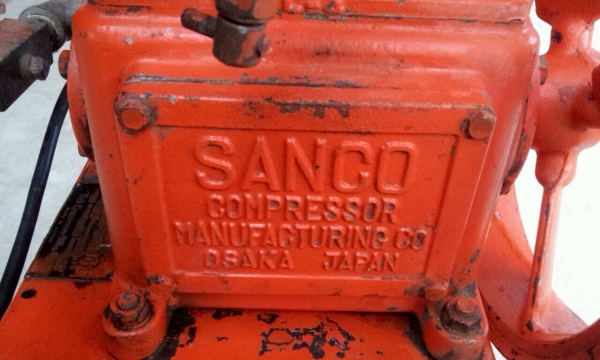 SANCO
COMPRESSOR
MANUFACTURING CO
OSAKA JAPAN